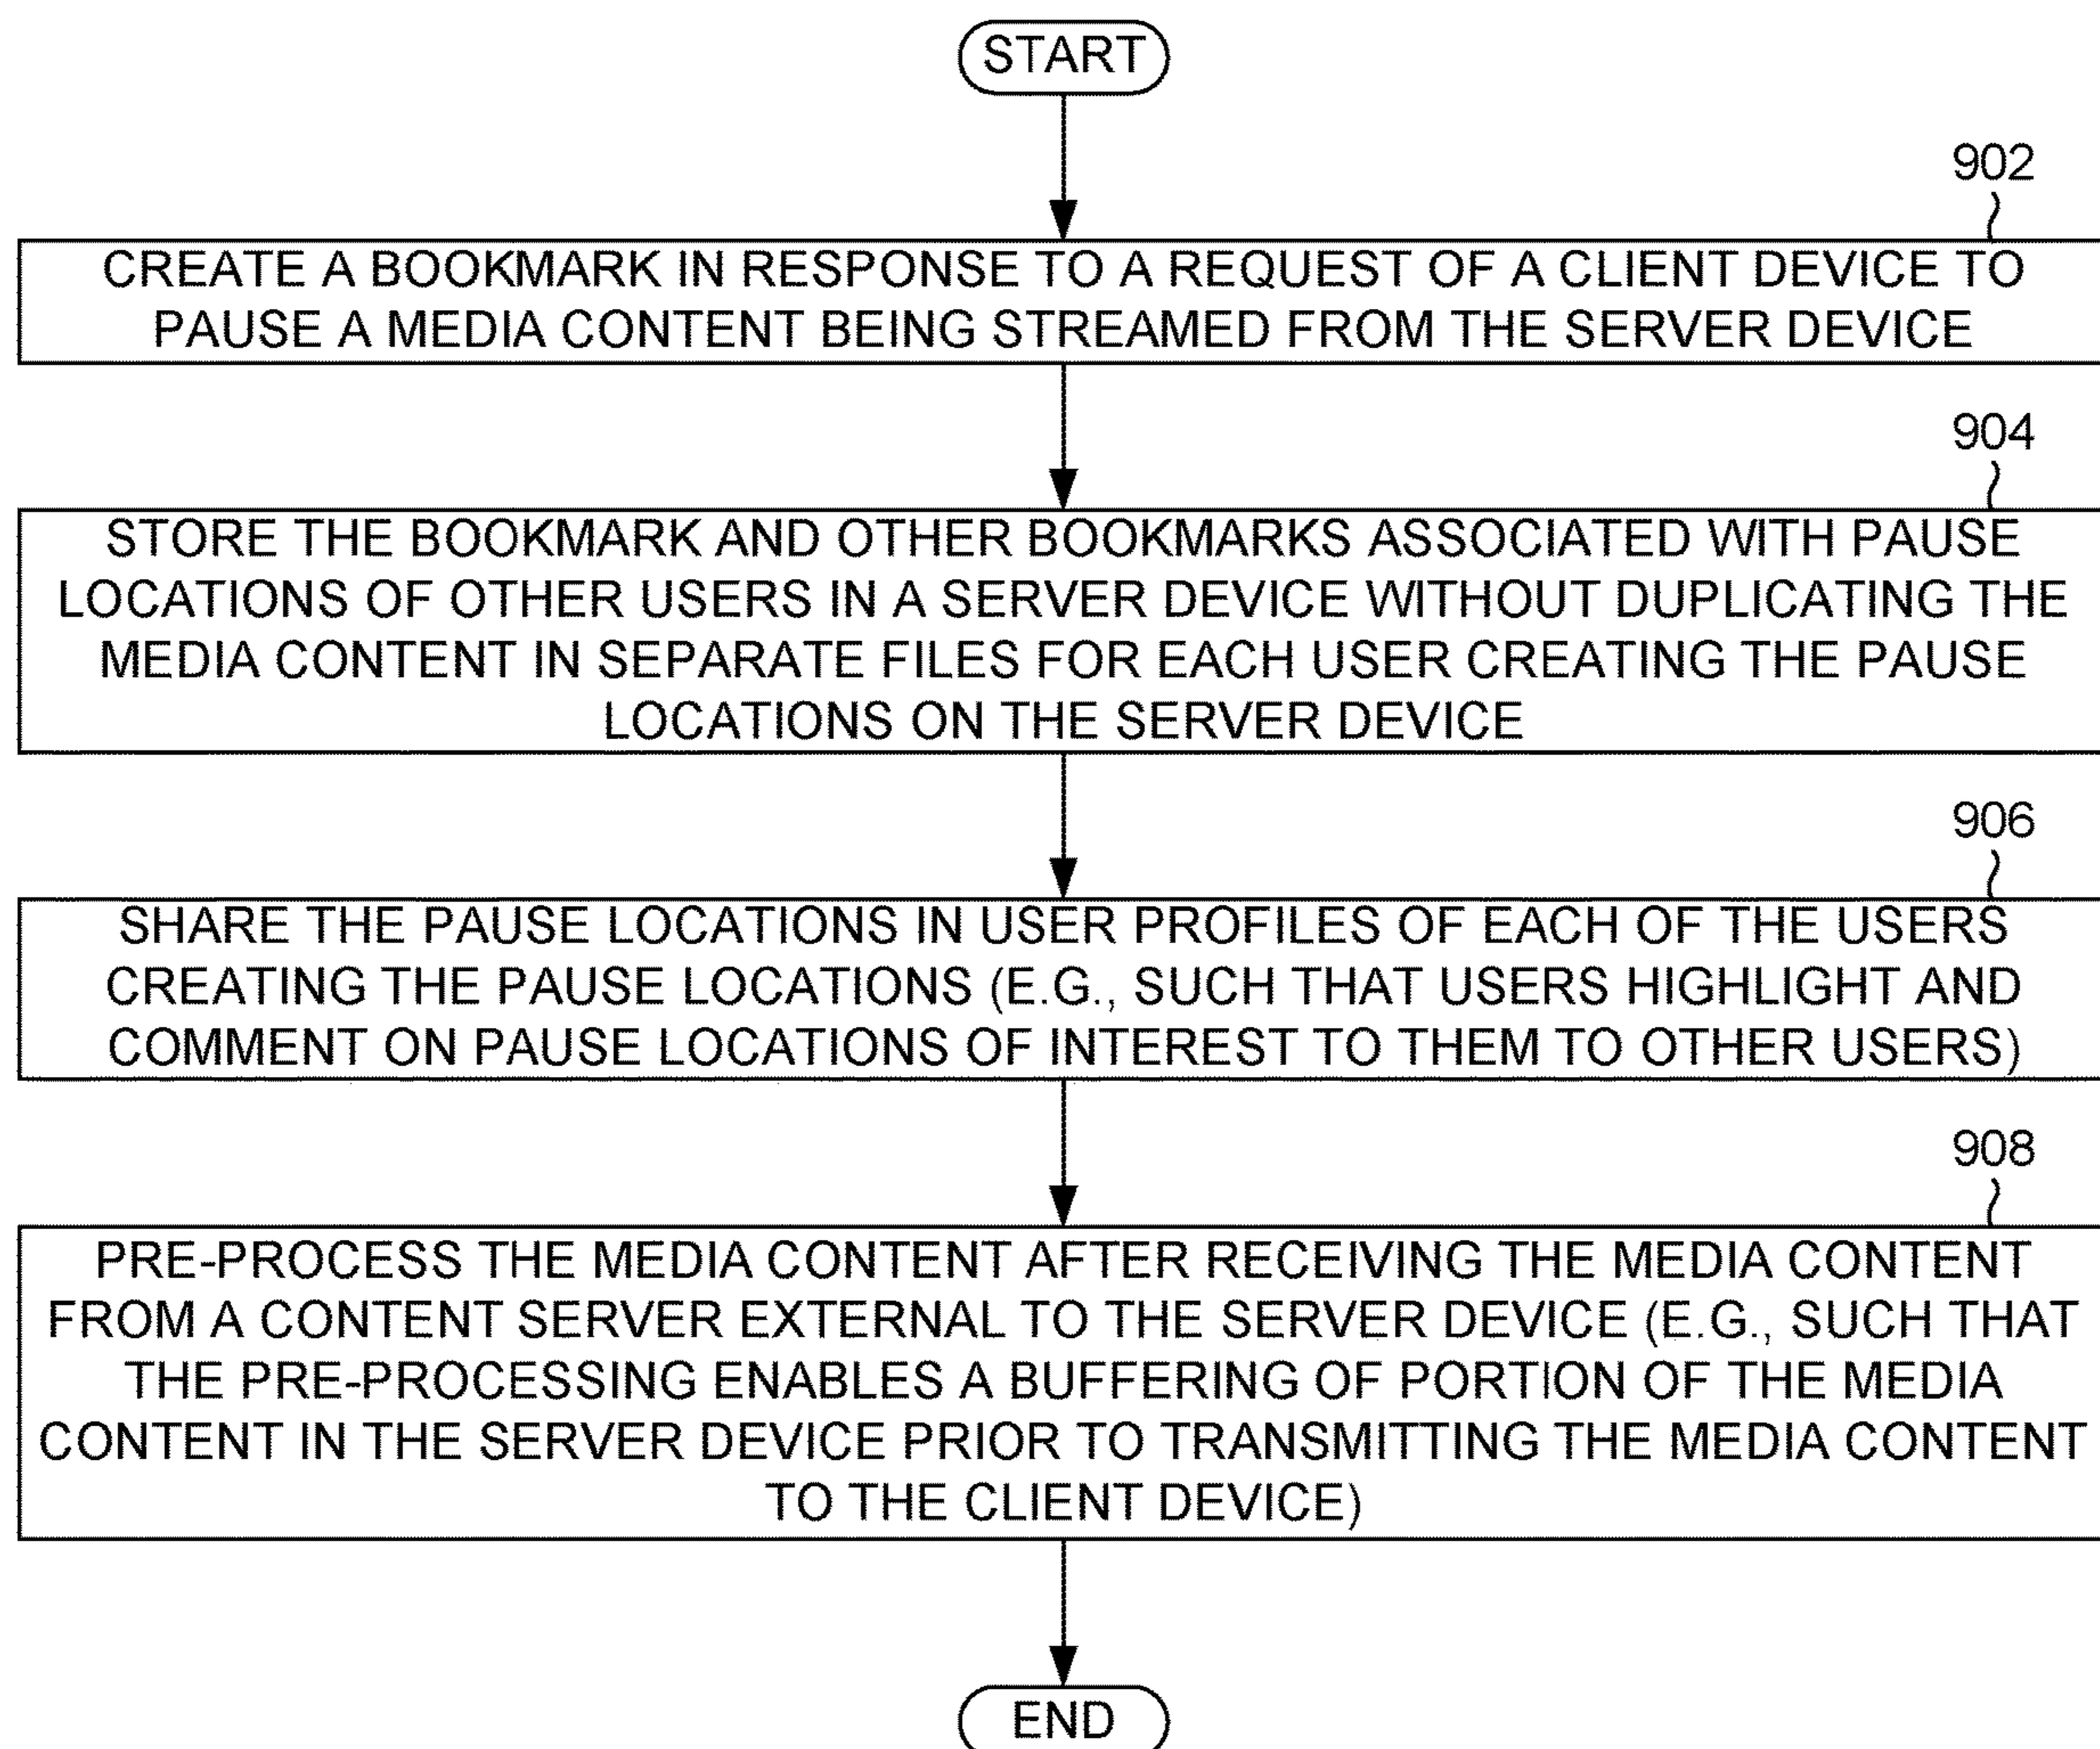 START
902
CREATE A BOOKMARK IN RESPONSE TO A REQUEST OF A CLIENT DEVICE TO
PAUSE A MEDIA CONTENT BEING STREAMED FROM THE SERVER DEVICE
904
STORE THE BOOKMARK AND OTHER BOOKMARKS ASSOCIATED WITH PAUSE
LOCATIONS OF OTHER USERS IN A SERVER DEVICE WITHOUT DUPLICATING THE
MEDIA CONTENT IN SEPARATE FILES FOR EACH USER CREATING THE PAUSE
LOCATIONS ON THE SERVER DEVICE
906
SHARE THE PAUSE LOCATIONS IN USER PROFILES OF EACH OF THE USERS
CREATING THE PAUSE LOCATIONS (E.G., SUCH THAT USERS HIGHLIGHT AND
COMMENT ON PAUSE LOCATIONS OF INTEREST TO THEM TO OTHER USERS)
908
PRE-PROCESS THE MEDIA CONTENT AFTER RECEIVING THE MEDIA CONTENT
FROM A CONTENT SERVER EXTERNAL TO THE SERVER DEVICE (E.G., SUCH THAT
THE PRE-PROCESSING ENABLES A BUFFERING OF PORTION OF THE MEDIA
CONTENT IN THE SERVER DEVICE PRIOR TO TRANSMITTING THE MEDIA CONTENT
TO THE CLIENT DEVICE)
END